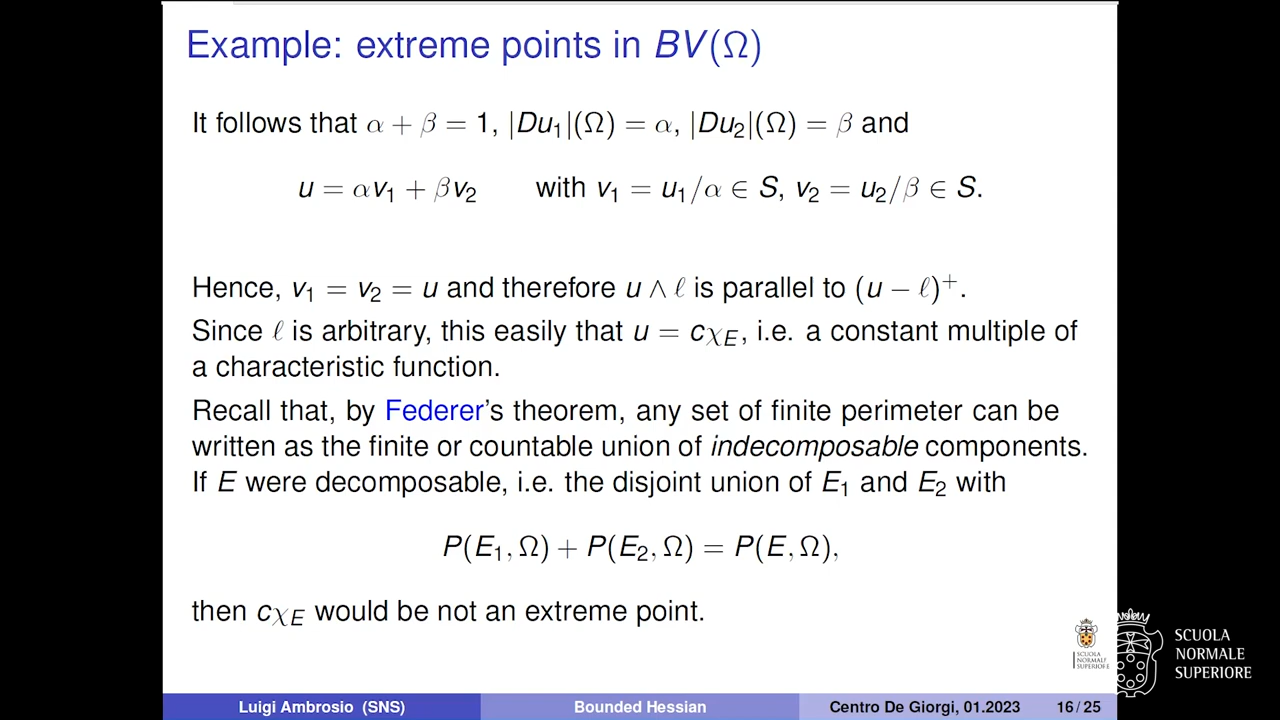 Example: extreme points in BV(Ω)
It follows that α + β = 1, |Du₁|(Ω) = α, |Du₂|(Ω) = β and
u = αv₁ + βv₂ with v₁ = u₁/α ∈ S, v₂ = u₂/β ∈ S.
Hence, v₁ = v₂ = u and therefore u ∧ ℓ is parallel to (u − ℓ)⁺.
Since ℓ is arbitrary, this easily that u = cχ_E, i.e. a constant multiple of
a characteristic function.
Recall that, by Federer's theorem, any set of finite perimeter can be
written as the finite or countable union of indecomposable components.
If E were decomposable, i.e. the disjoint union of E₁ and E₂ with
P(E₁, Ω) + P(E₂, Ω) = P(E, Ω),
then cχ_E would be not an extreme point.
SCUOLA
NORMALE
SUPERIORE
SCUOLA
NORMALE
SUPERIORE
Luigi Ambrosio (SNS) Bounded Hessian Centro De Giorgi, 01.2023 16 / 25